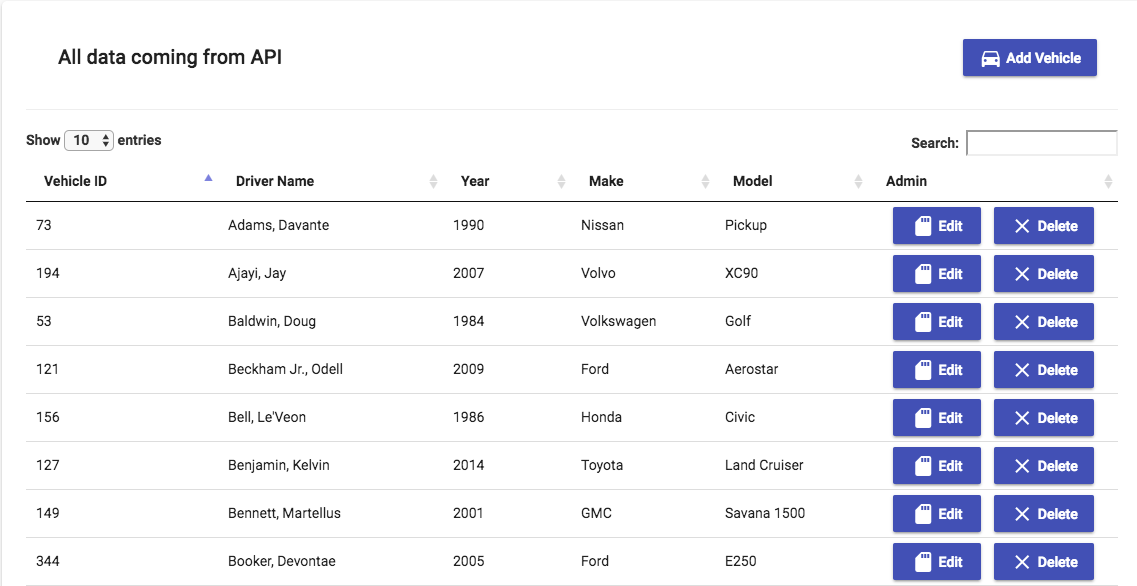 All data coming from API
Add Vehicle
Show 10 entries
Search:
Vehicle ID Driver Name Year Make Model Admin
73 Adams, Davante 1990 Nissan Pickup Edit Delete
194 Ajayi, Jay 2007 Volvo XC90 Edit Delete
53 Baldwin, Doug 1984 Volkswagen Golf Edit Delete
121 Beckham Jr., Odell 2009 Ford Aerostar Edit Delete
156 Bell, Le'Veon 1986 Honda Civic Edit Delete
127 Benjamin, Kelvin 2014 Toyota Land Cruiser Edit Delete
149 Bennett, Martellus 2001 GMC Savana 1500 Edit Delete
344 Booker, Devontae 2005 Ford E250 Edit Delete